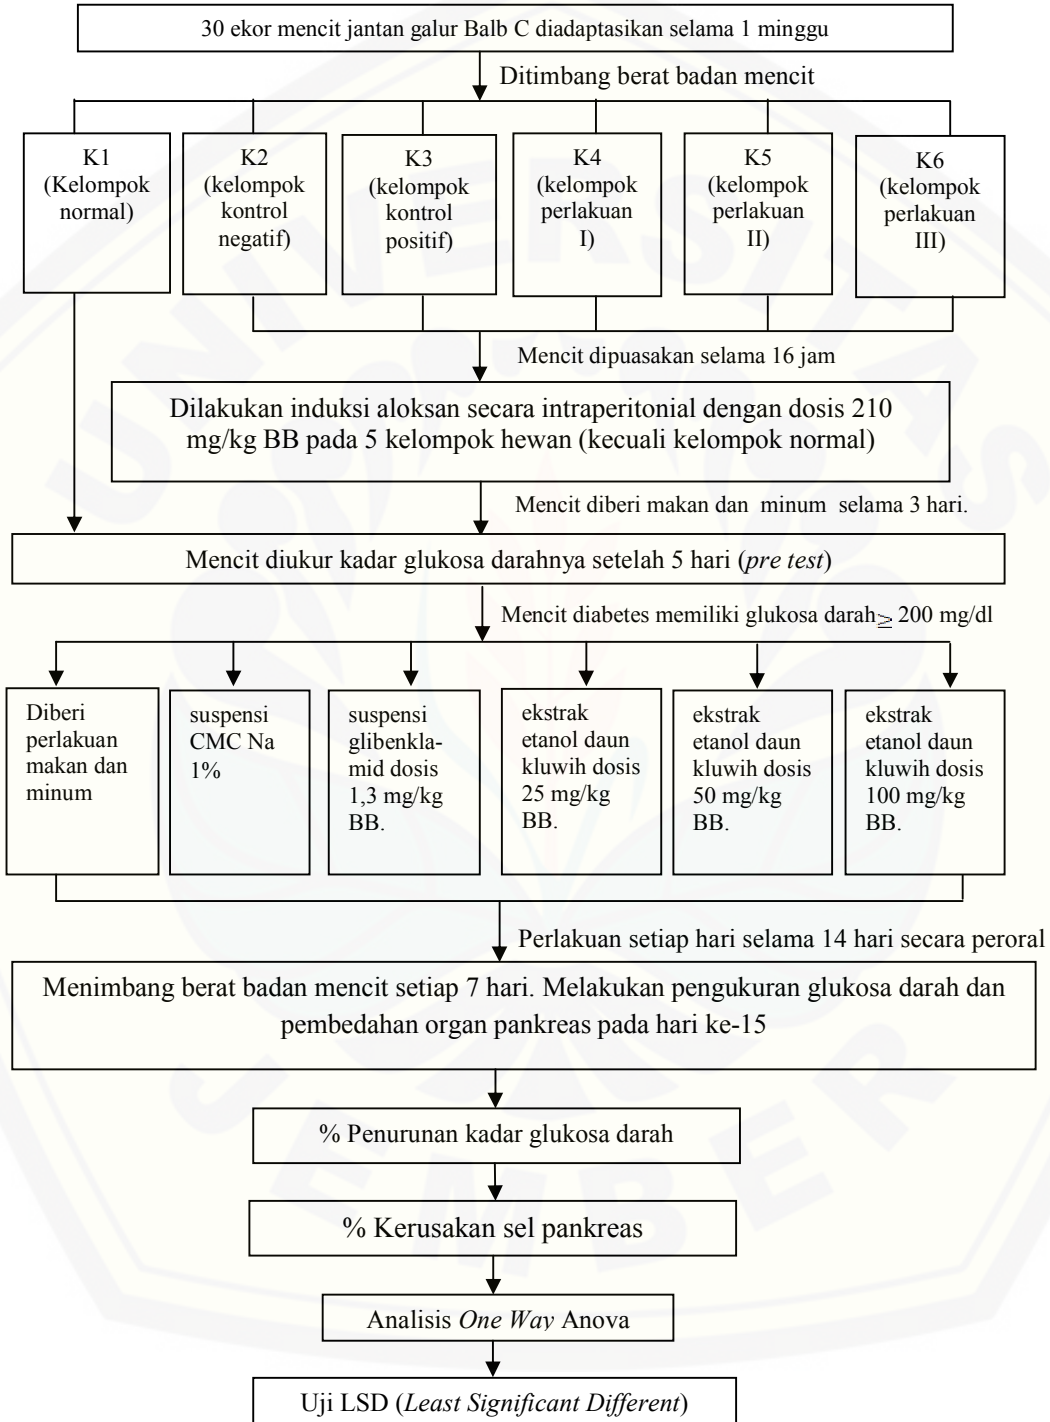 30 ekor mencit jantan galur Balb C diadaptasikan selama 1 minggu
Ditimbang berat badan mencit
K1
(Kelompok
normal)
K2
(kelompok
kontrol
negatif)
K3
(kelompok
kontrol
positif)
K4
(kelompok
perlakuan
I)
K5
(kelompok
perlakuan
II)
K6
(kelompok
perlakuan
III)
Mencit dipuasakan selama 16 jam
Dilakukan induksi aloksan secara intraperitonial dengan dosis 210
mg/kg BB pada 5 kelompok hewan (kecuali kelompok normal)
Mencit diberi makan dan minum selama 3 hari.
Mencit diukur kadar glukosa darahnya setelah 5 hari (pre test)
Mencit diabetes memiliki glukosa darah ≥ 200 mg/dl
Diberi
perlakuan
makan dan
minum
suspensi
CMC Na
1%
suspensi
glibenkla-
mid dosis
1,3 mg/kg
BB.
ekstrak
etanol daun
kluwih dosis
25 mg/kg
BB.
ekstrak
etanol daun
kluwih dosis
50 mg/kg
BB.
ekstrak
etanol daun
kluwih dosis
100 mg/kg
BB.
Perlakuan setiap hari selama 14 hari secara peroral
Menimbang berat badan mencit setiap 7 hari. Melakukan pengukuran glukosa darah dan
pembedahan organ pankreas pada hari ke-15
% Penurunan kadar glukosa darah
% Kerusakan sel pankreas
Analisis One Way Anova
Uji LSD (Least Significant Different)
UNIVERSITAS
JEMBER